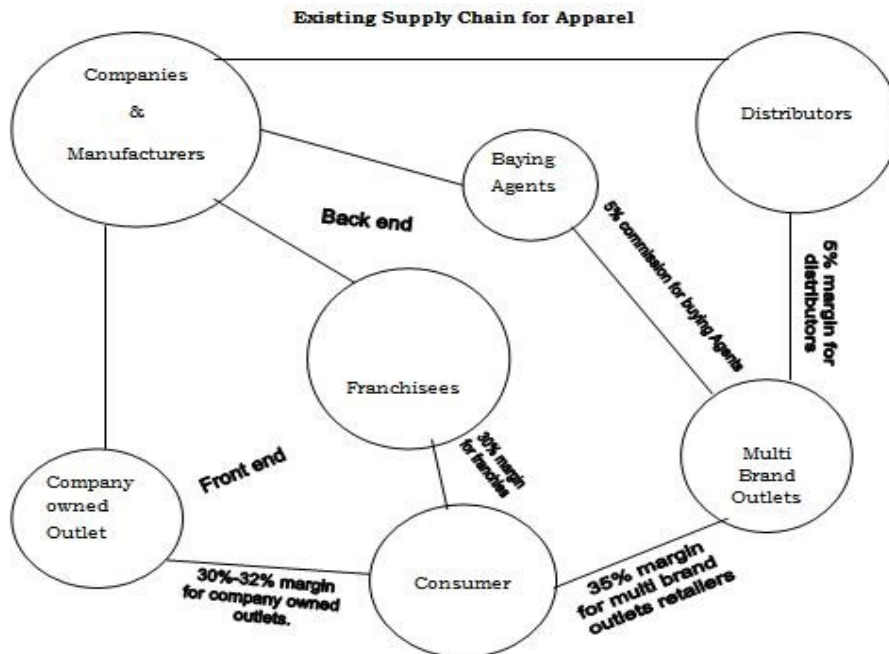 Existing Supply Chain for Apparel
Companies
&
Manufacturers
Distributors
Baying
Agents
Back end
5% commission for buying Agents
5% margin for
distributors
Franchisees
Front end
30% margin
for franchies
Company
owned
Outlet
Multi
Brand
Outlets
Consumer
30%-32% margin
for company owned
outlets.
35% margin
for multi brand
outlets retailers